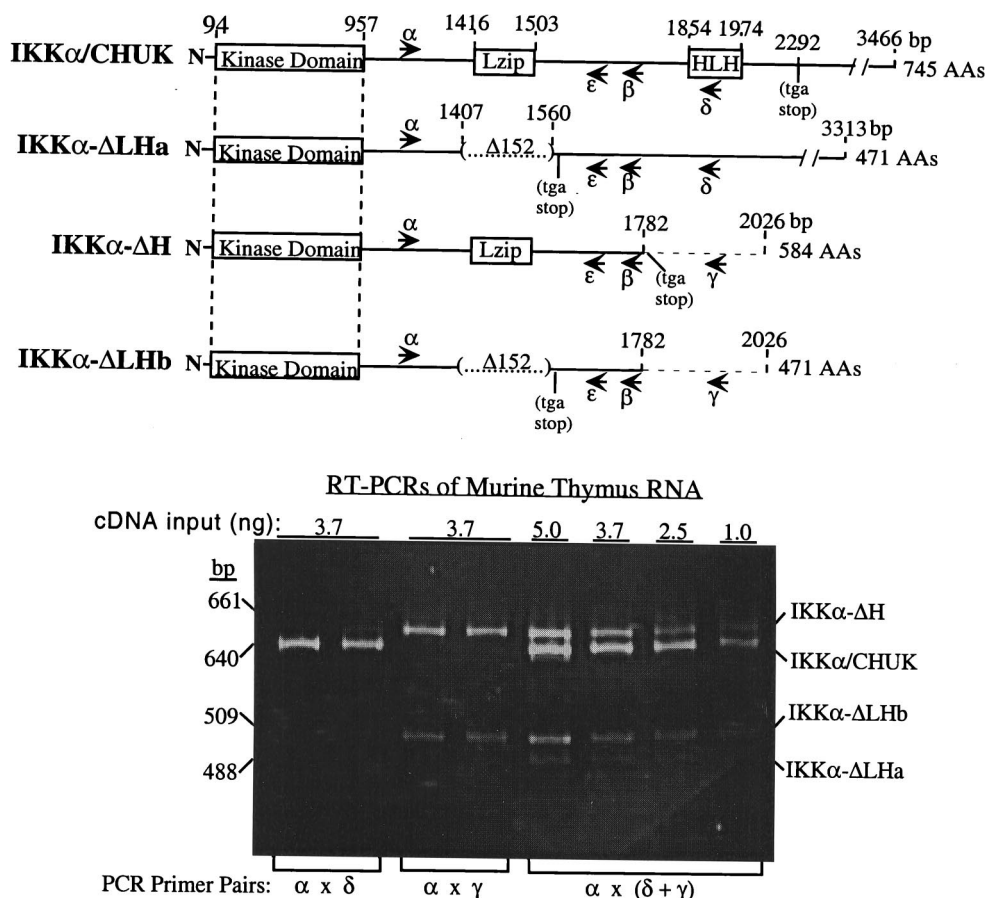 94 957 1416 1503 1854 1974 2292 3466 bp
IKKα/CHUK N Kinase Domain α Lzip ε β HLH δ (tga stop) 745 AAs
1407 1560 3313 bp
IKKα-ΔLHa N Kinase Domain α (....Δ152....) (tga stop) ε β δ 471 AAs
1782 2026 bp
IKKα-ΔH N Kinase Domain α Lzip ε β (tga stop) γ 584 AAs
1782 2026
IKKα-ΔLHb N Kinase Domain α (....Δ152....) (tga stop) ε β γ 471 AAs
RT-PCRs of Murine Thymus RNA
cDNA input (ng): 3.7 3.7 5.0 3.7 2.5 1.0
bp
661
640
509
488
IKKα-ΔH
IKKα/CHUK
IKKα-ΔLHb
IKKα-ΔLHa
PCR Primer Pairs: α x δ α x γ α x (δ + γ)